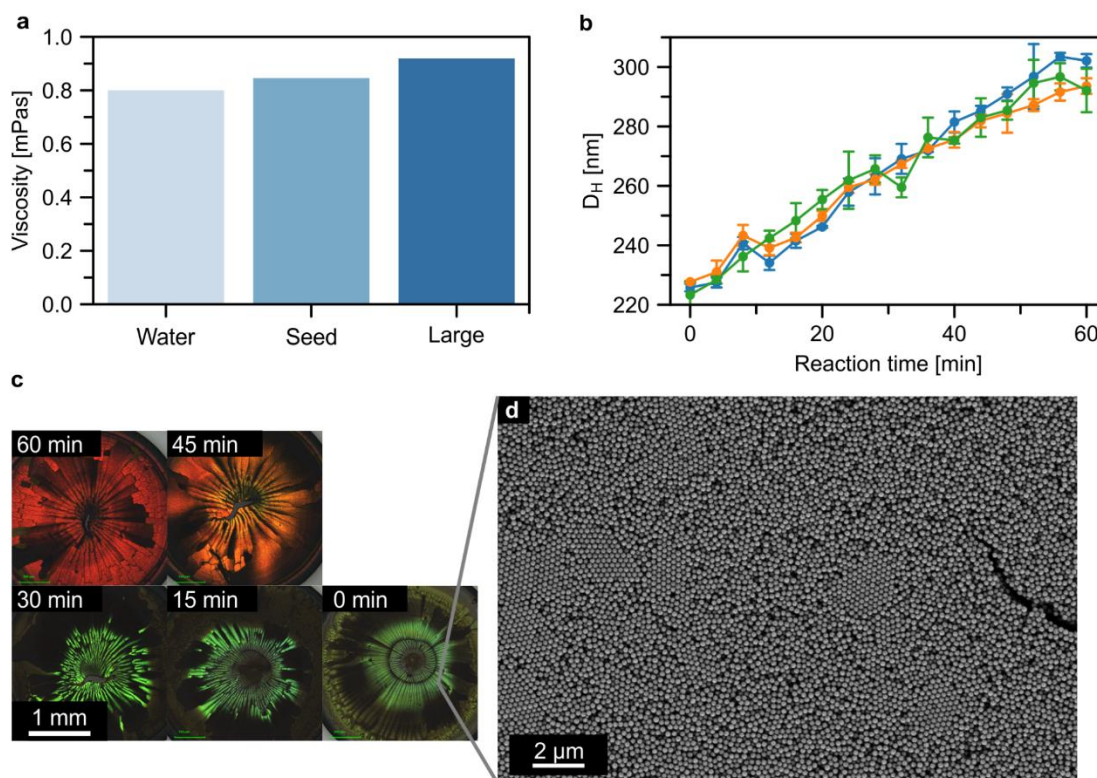 a
Viscosity [mPas]
1.0
0.8
0.6
0.4
0.2
0.0
Water Seed Large
b
D_H [nm]
300
280
260
240
220
0 20 40 60
Reaction time [min]
c
60 min 45 min
30 min 15 min 0 min
1 mm
d
2 μm